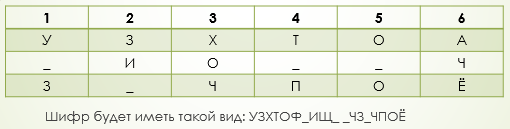 1 2 3 4 5 6
У З Х Т О А
_ И О _ _ Ч
З _ Ч П О Ё
Шифр будет иметь такой вид: УЗХТОФ_ИЩ_ _ЧЗ_ЧПОЁ